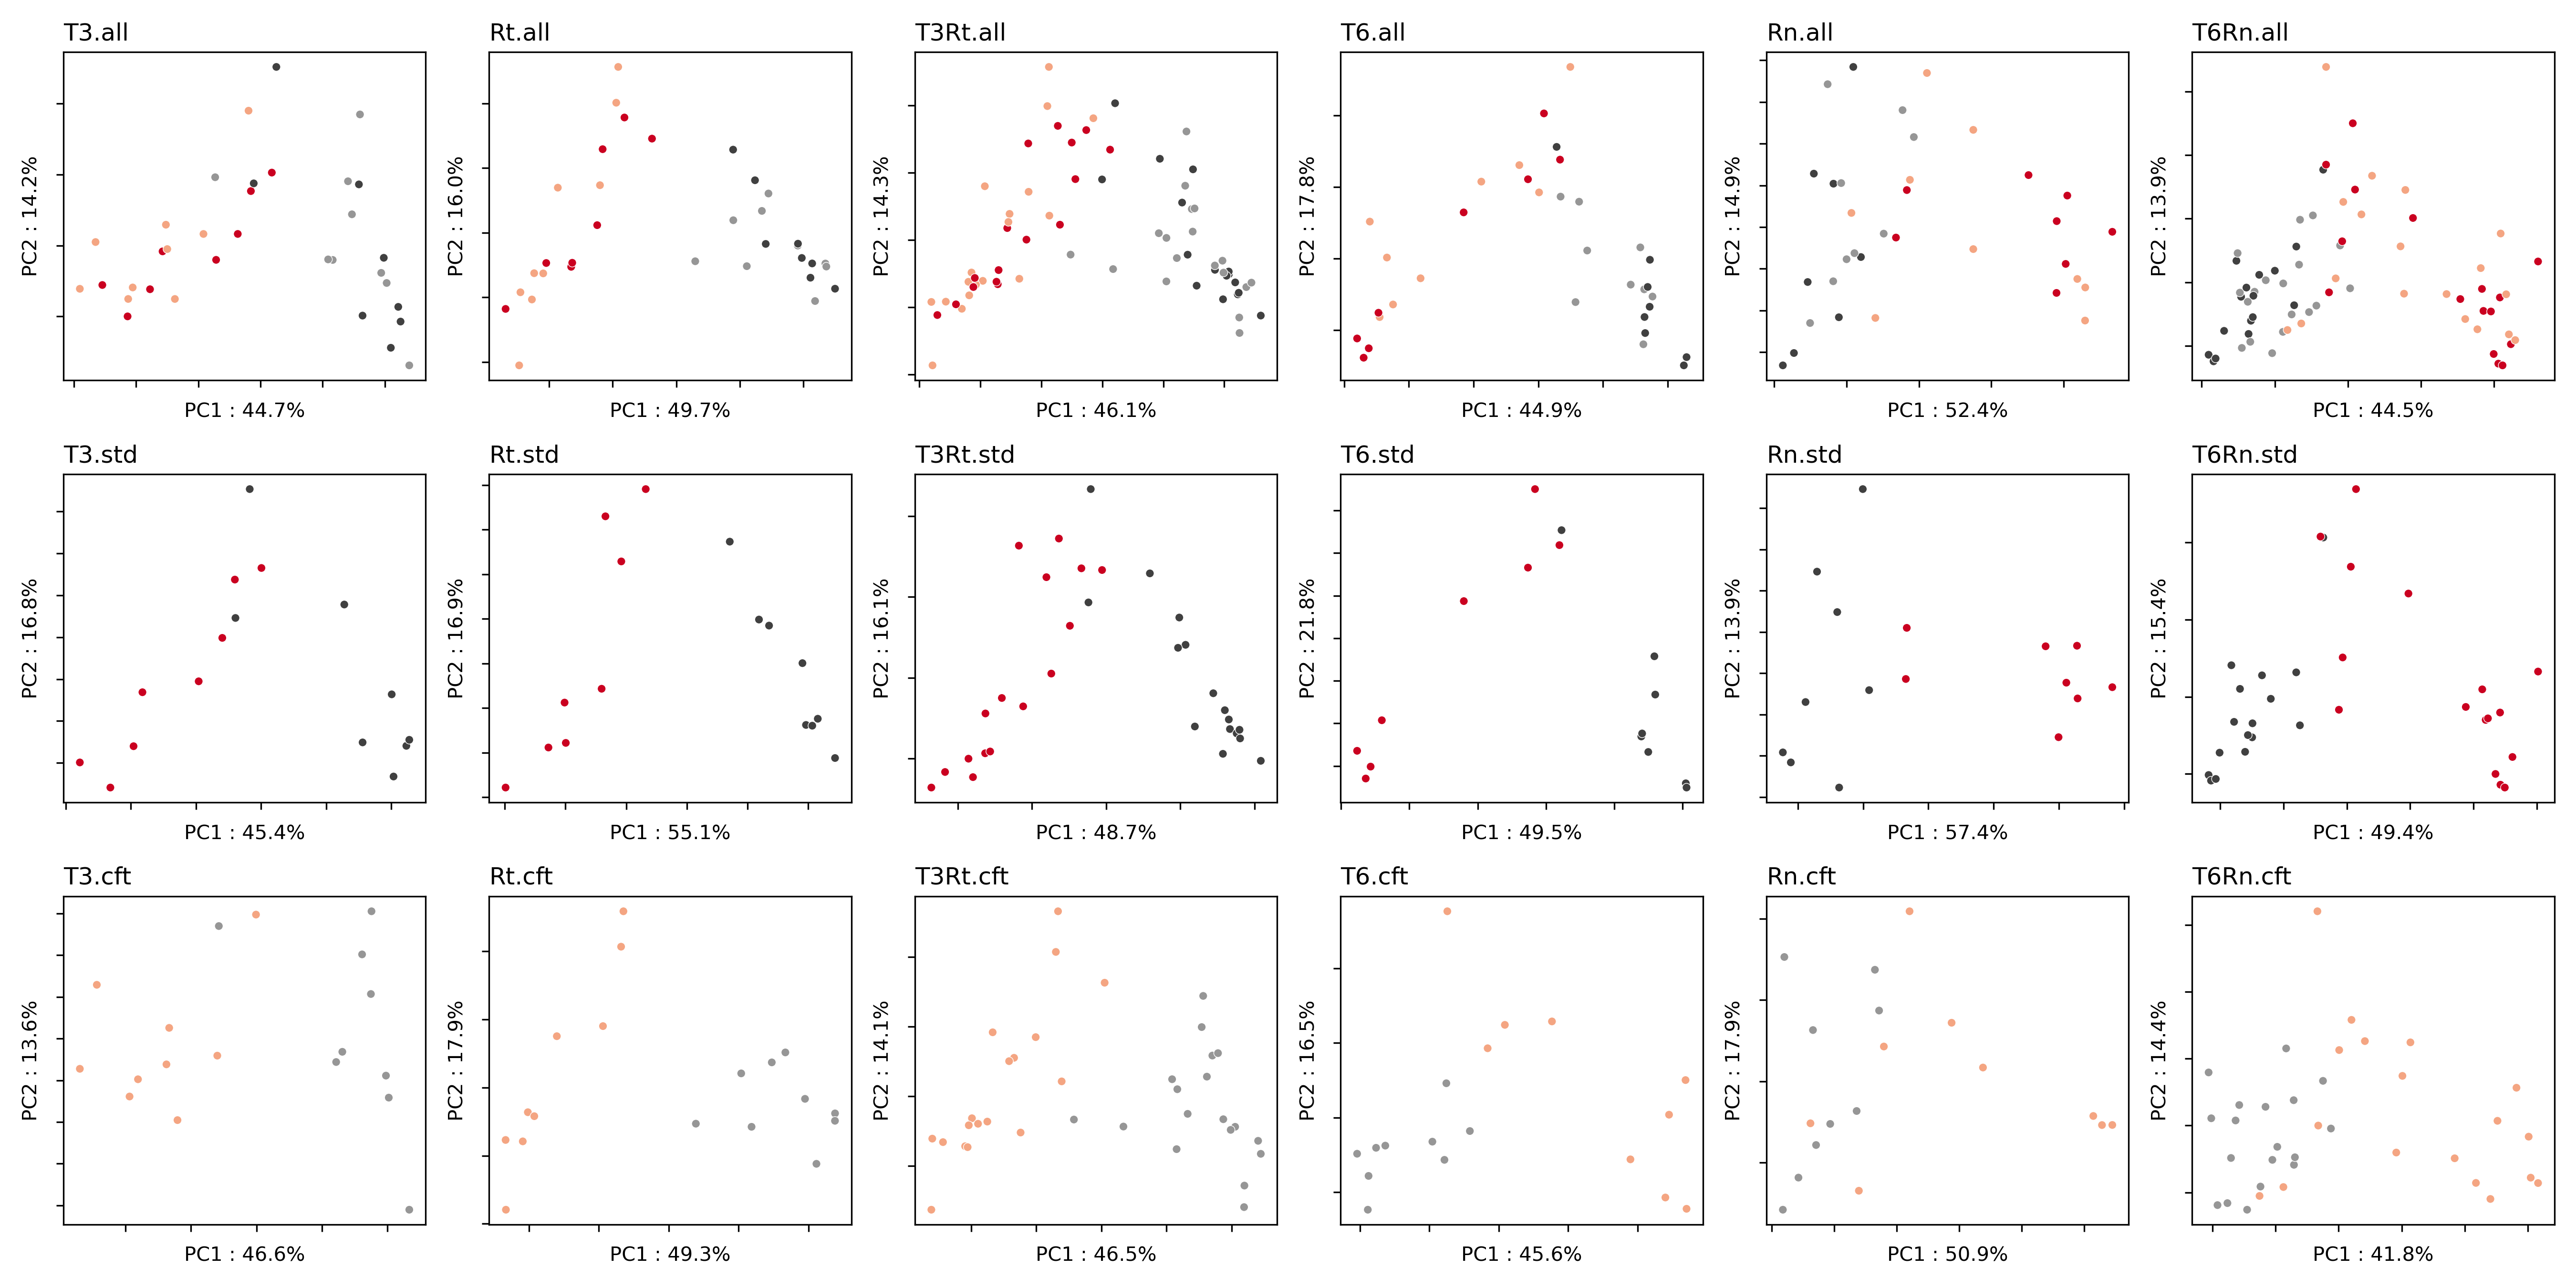 T3.all
PC2 : 14.2%
PC1 : 44.7%
Rt.all
PC2 : 16.0%
PC1 : 49.7%
T3Rt.all
PC2 : 14.3%
PC1 : 46.1%
T6.all
PC2 : 17.8%
PC1 : 44.9%
Rn.all
PC2 : 14.9%
PC1 : 52.4%
T6Rn.all
PC2 : 13.9%
PC1 : 44.5%
T3.std
PC2 : 16.8%
PC1 : 45.4%
Rt.std
PC2 : 16.9%
PC1 : 55.1%
T3Rt.std
PC2 : 16.1%
PC1 : 48.7%
T6.std
PC2 : 21.8%
PC1 : 49.5%
Rn.std
PC2 : 13.9%
PC1 : 57.4%
T6Rn.std
PC2 : 15.4%
PC1 : 49.4%
T3.cft
PC2 : 13.6%
PC1 : 46.6%
Rt.cft
PC2 : 17.9%
PC1 : 49.3%
T3Rt.cft
PC2 : 14.1%
PC1 : 46.5%
T6.cft
PC2 : 16.5%
PC1 : 45.6%
Rn.cft
PC2 : 17.9%
PC1 : 50.9%
T6Rn.cft
PC2 : 14.4%
PC1 : 41.8%